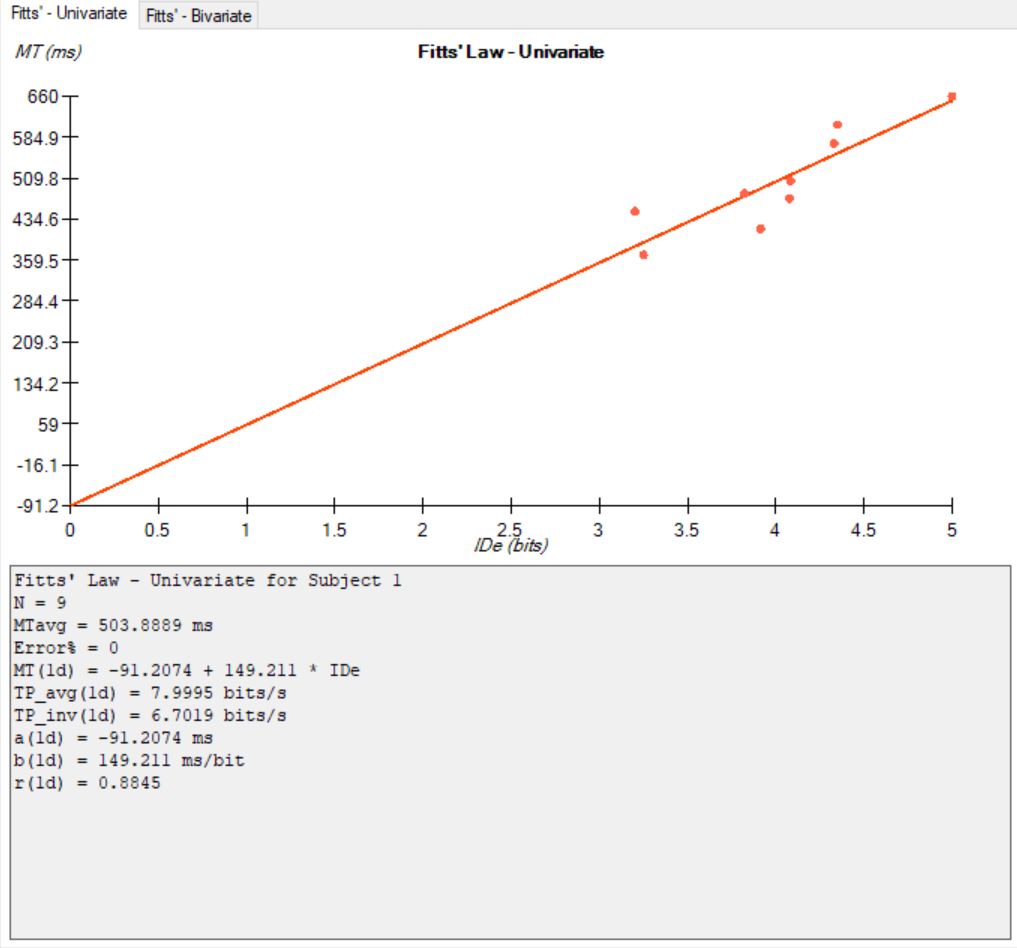 Fitts' - Univariate Fitts' - Bivariate
MT (ms)
Fitts' Law - Univariate
660
584.9
509.8
434.6
359.5
284.4
209.3
134.2
59
-16.1
-91.2
0 0.5 1 1.5 2 2.5 3 3.5 4 4.5 5
IDe (bits)
Fitts' Law - Univariate for Subject 1
N = 9
MTavg = 503.8889 ms
Error% = 0
MT(1d) = -91.2074 + 149.211 * IDe
TP_avg(1d) = 7.9995 bits/s
TP_inv(1d) = 6.7019 bits/s
a(1d) = -91.2074 ms
b(1d) = 149.211 ms/bit
r(1d) = 0.8845